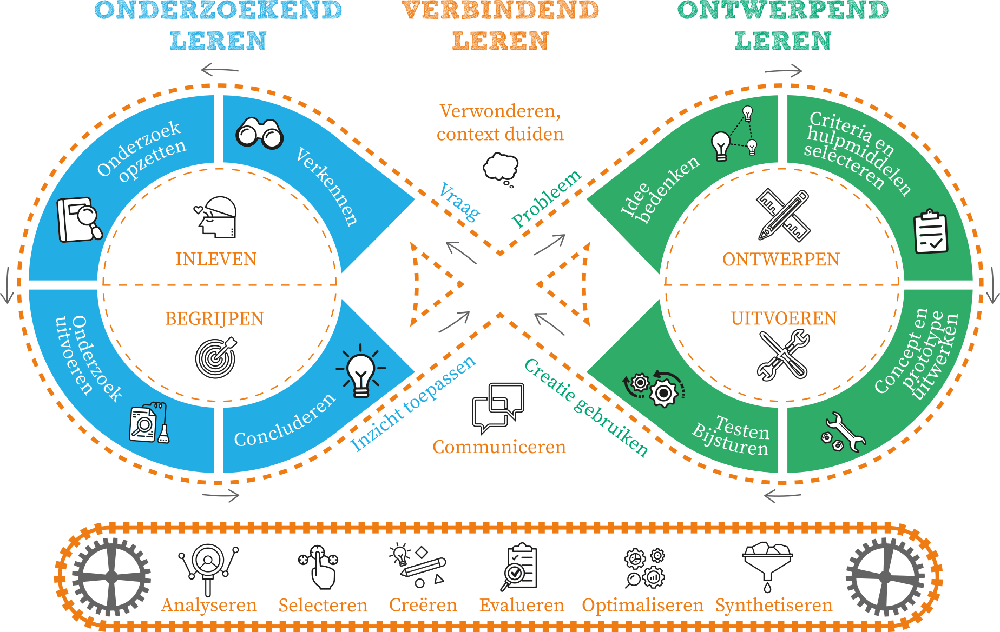 ONDERZOEKEND
LEREN
VERBINDEND
LEREN
ONTWERPEND
LEREN
Verwonderen,
context duiden
Vraag
Probleem
Verkennen
Onderzoek
opzetten
Onderzoek
uitvoeren
Concluderen
INLEVEN
BEGRIJPEN
Inzicht toepassen
Communiceren
Creatie gebruiken
Idee
bedenken
Criteria en
hulpmiddelen
selecteren
Concept en
prototype
uitwerken
Testen
Bijsturen
ONTWERPEN
UITVOEREN
Analyseren
Selecteren
Creëren
Evalueren
Optimaliseren
Synthetiseren